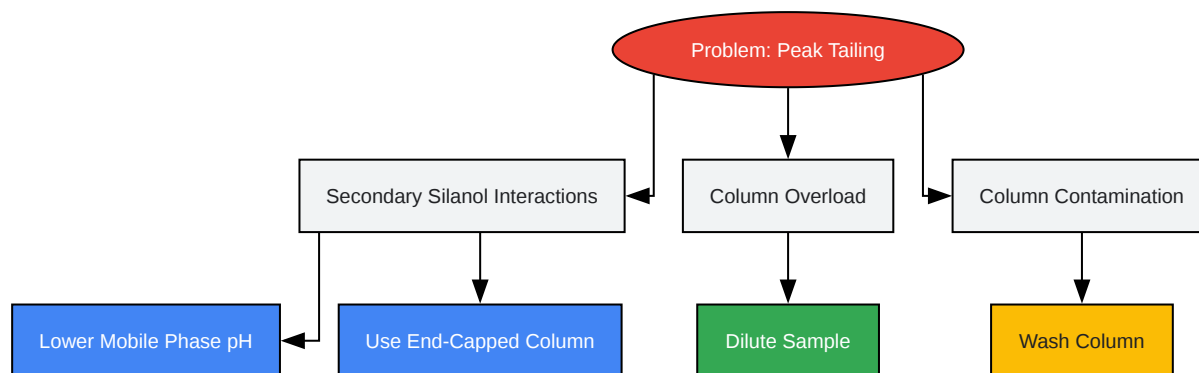 Problem: Peak Tailing
Secondary Silanol Interactions
Column Overload
Column Contamination
Lower Mobile Phase pH
Use End-Capped Column
Dilute Sample
Wash Column